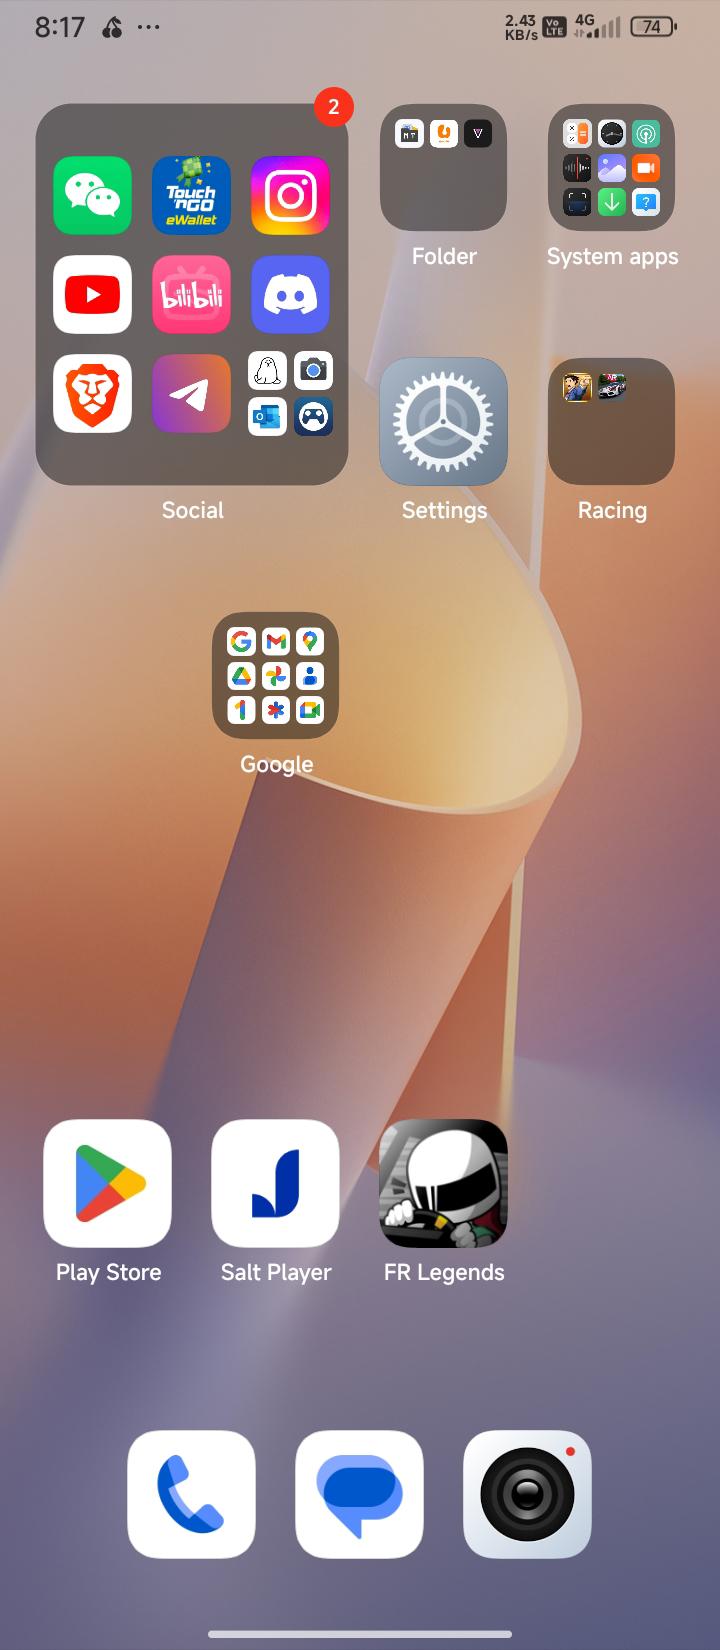 8:17
2.43 KB/s Vo LTE 4G 74
2
Touch 'nGO eWallet
bilibili
Folder
System apps
Social
Settings
Racing
Google
Play Store
Salt Player
FR Legends